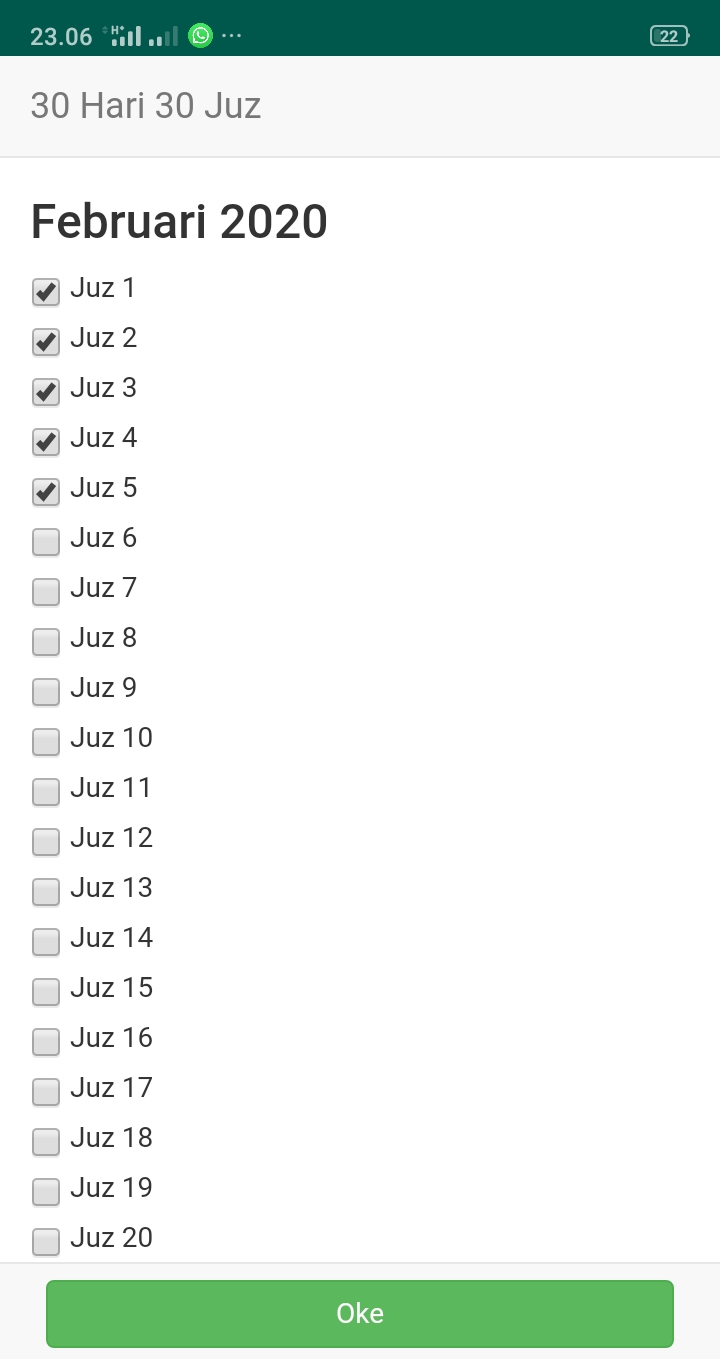 23.06 H+ ... 22
30 Hari 30 Juz
Februari 2020
Juz 1
Juz 2
Juz 3
Juz 4
Juz 5
Juz 6
Juz 7
Juz 8
Juz 9
Juz 10
Juz 11
Juz 12
Juz 13
Juz 14
Juz 15
Juz 16
Juz 17
Juz 18
Juz 19
Juz 20
Oke